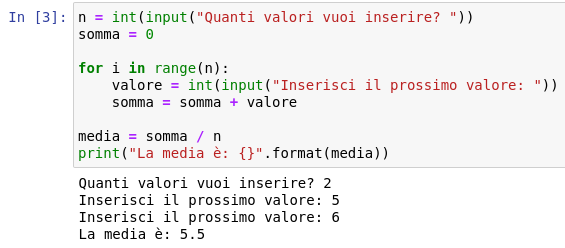 In [3]: n = int(input("Quanti valori vuoi inserire? "))
somma = 0
for i in range(n):
    valore = int(input("Inserisci il prossimo valore: "))
    somma = somma + valore
media = somma / n
print("La media è: {}".format(media))
Quanti valori vuoi inserire? 2
Inserisci il prossimo valore: 5
Inserisci il prossimo valore: 6
La media è: 5.5